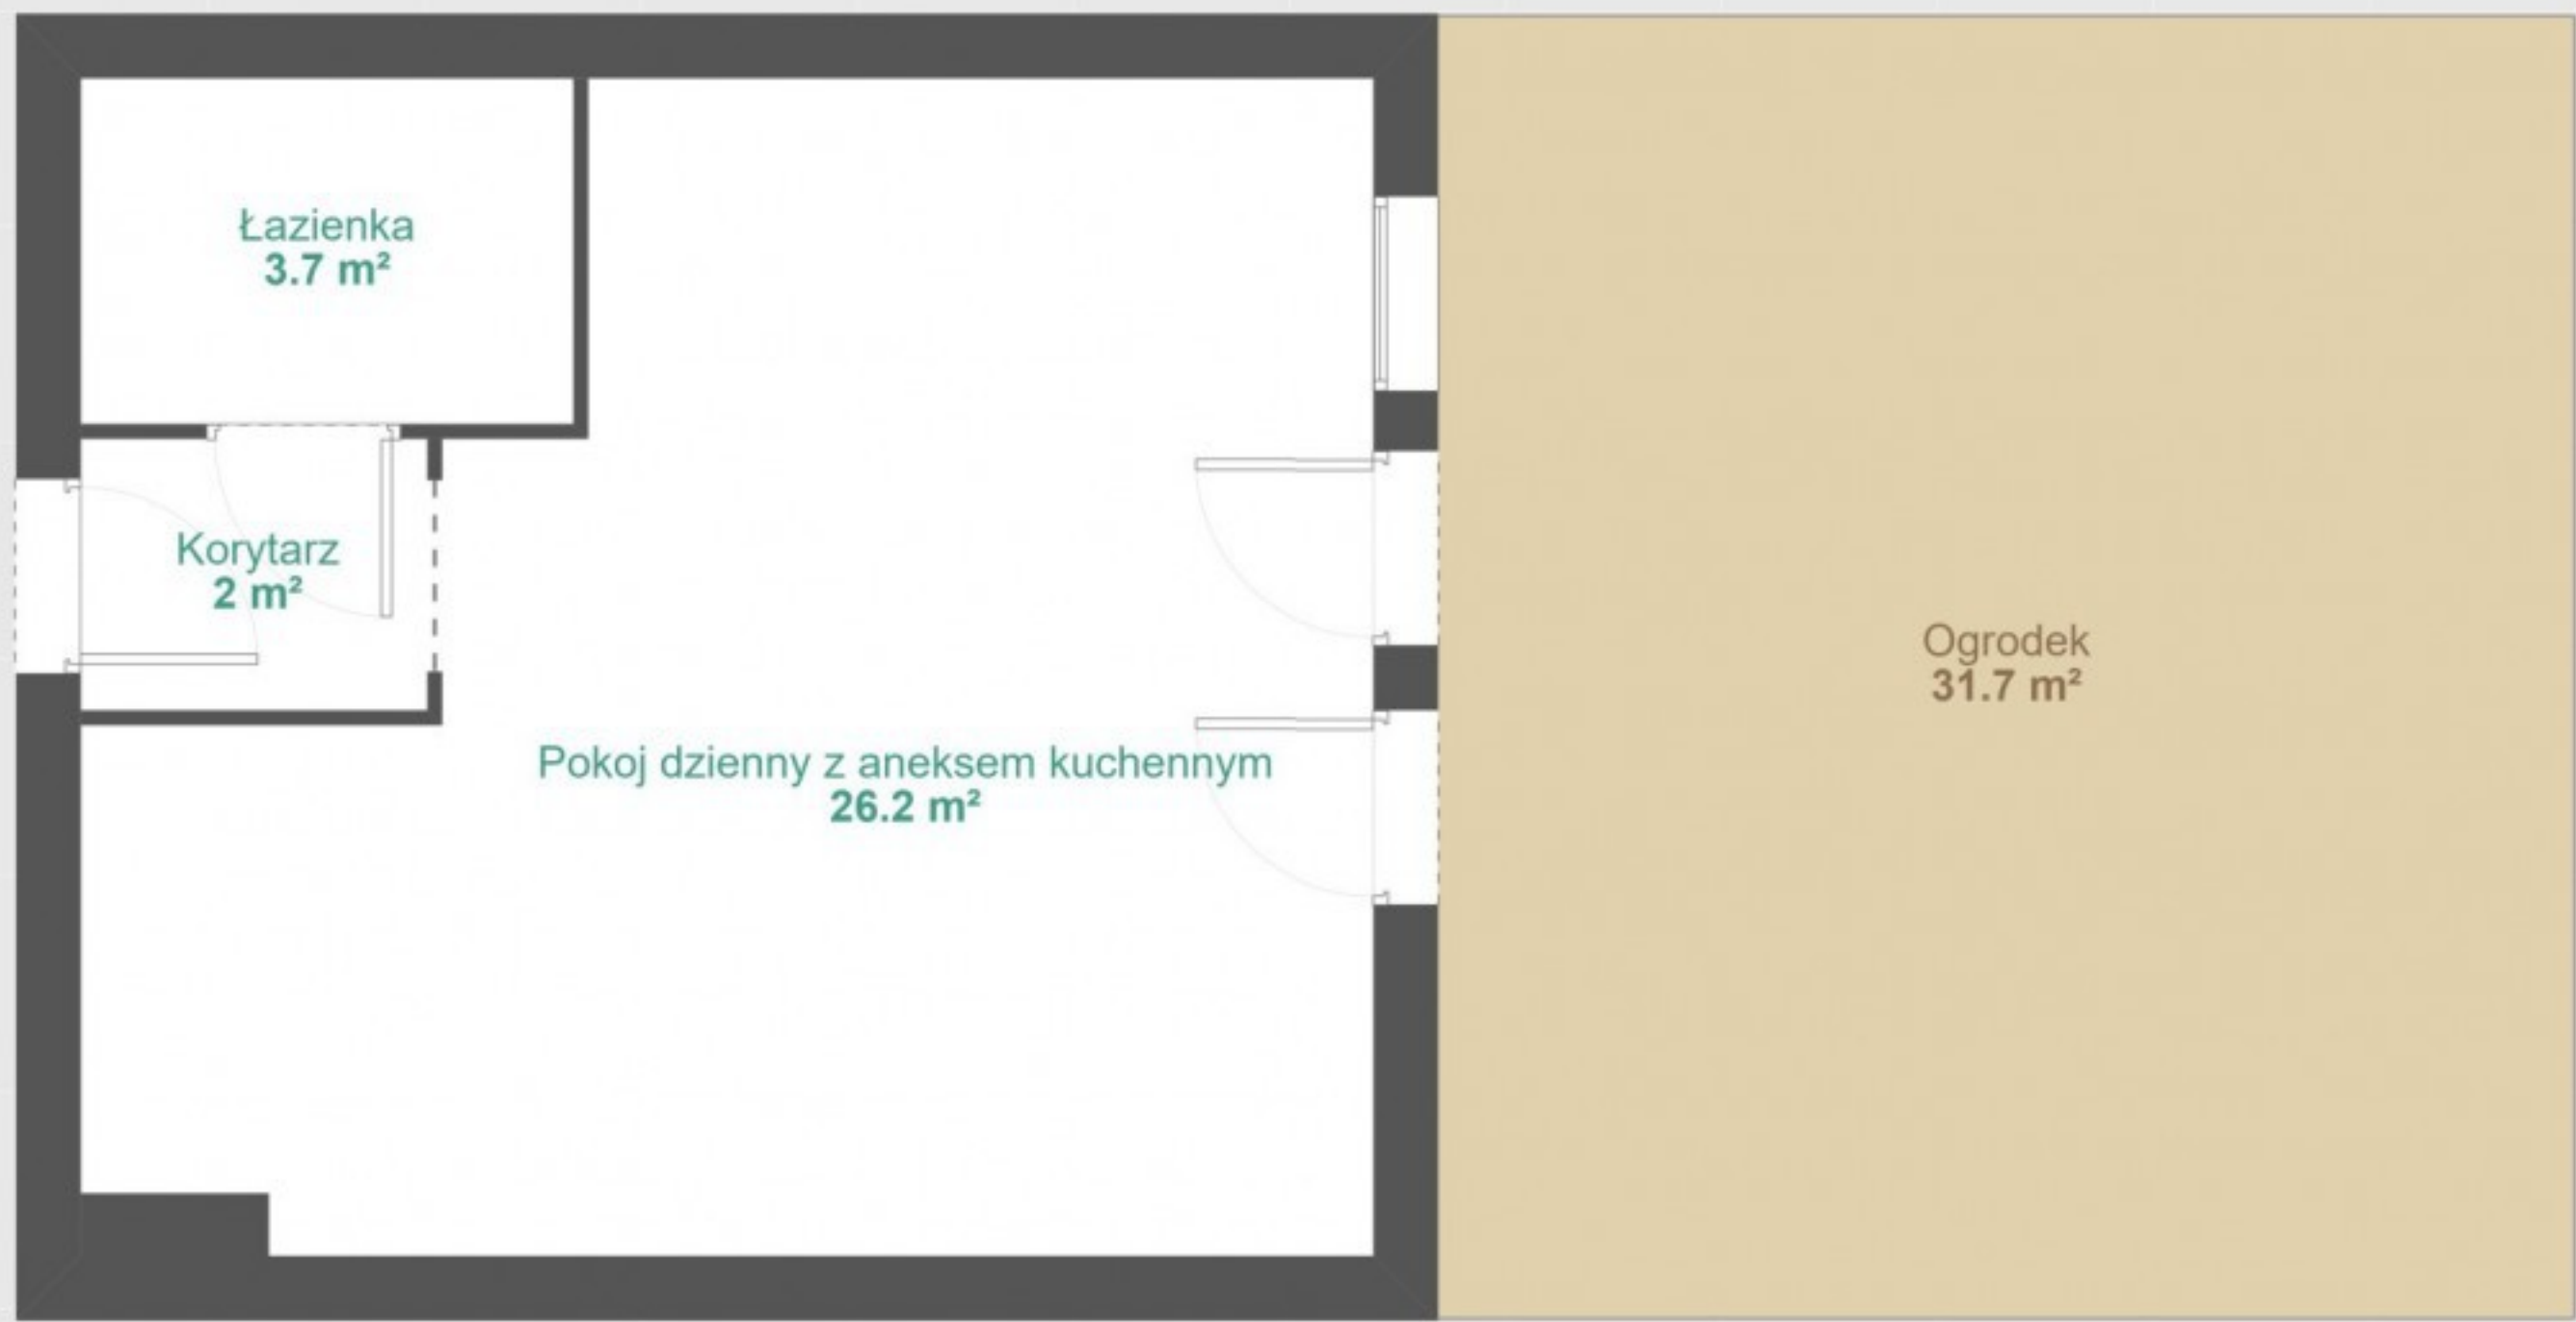 Łazienka
3.7 m²
Korytarz
2 m²
Pokoj dzienny z aneksem kuchennym
26.2 m²
Ogrodek
31.7 m²